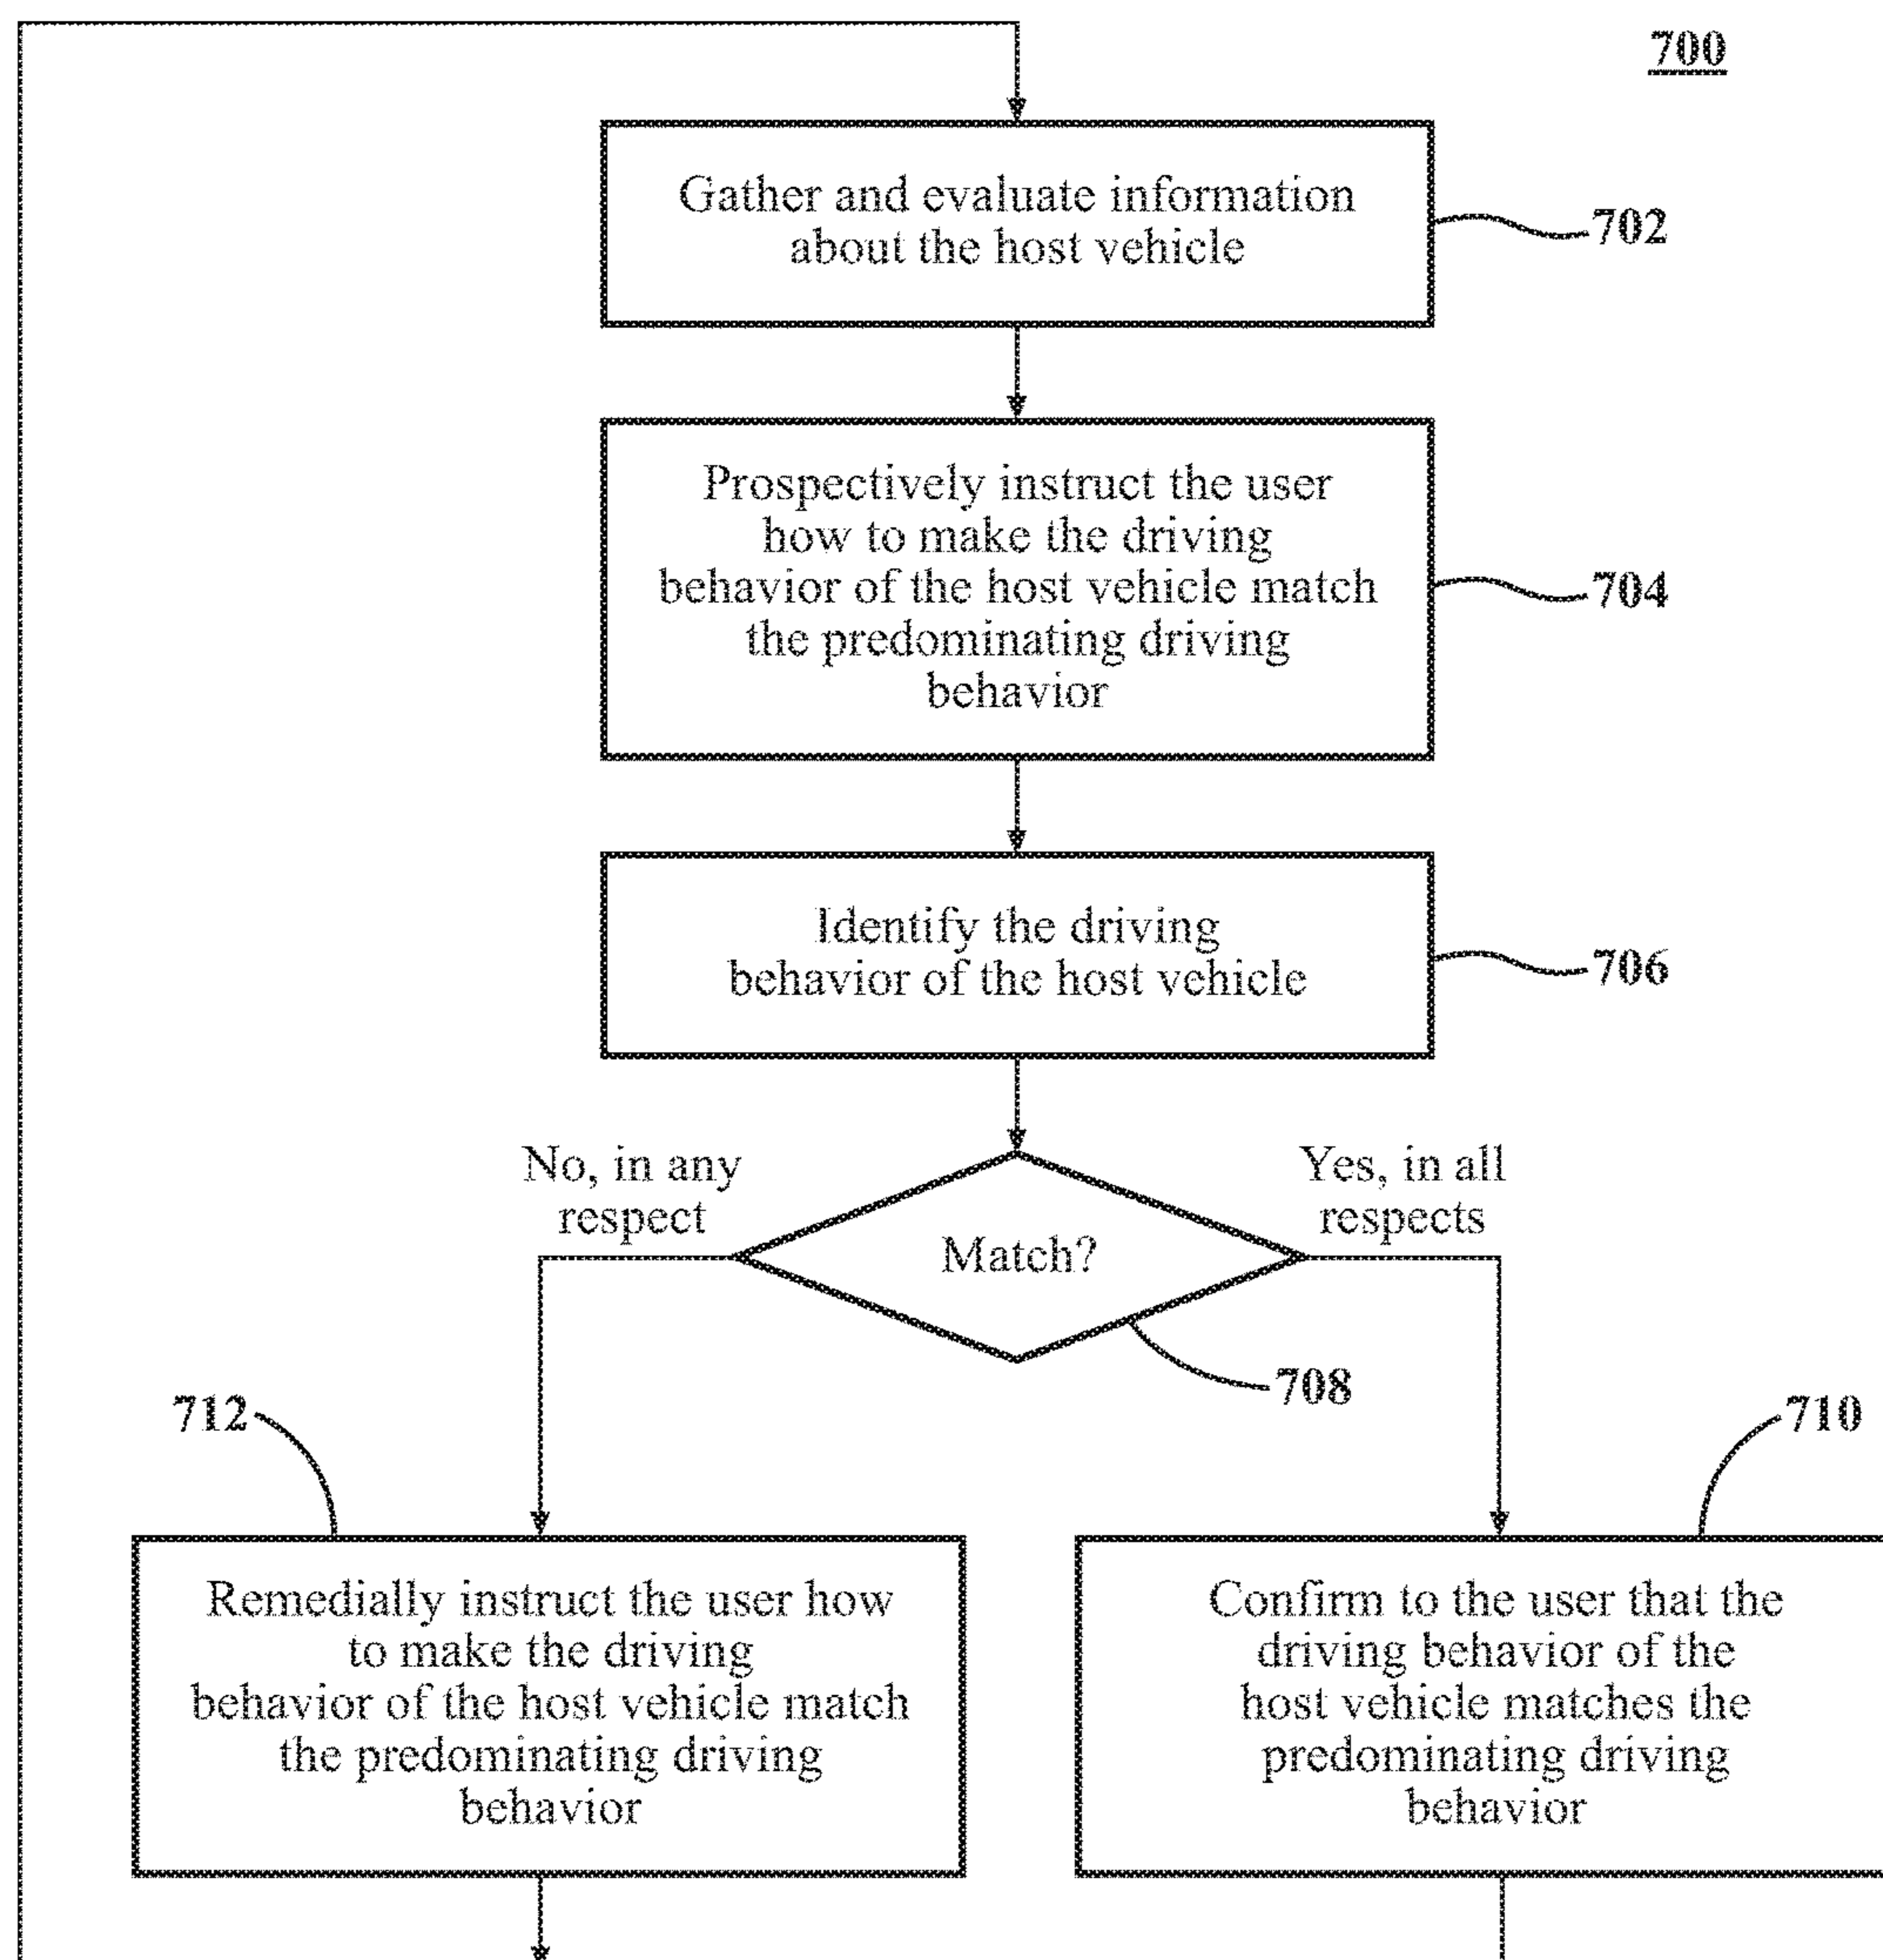 700
Gather and evaluate information
about the host vehicle
702
Prospectively instruct the user
how to make the driving
behavior of the host vehicle match
the predominating driving
behavior
704
Identify the driving
behavior of the host vehicle
706
No, in any
respect
Yes, in all
respects
Match?
708
712
710
Remedially instruct the user how
to make the driving
behavior of the host vehicle match
the predominating driving
behavior
Confirm to the user that the
driving behavior of the
host vehicle matches the
predominating driving
behavior